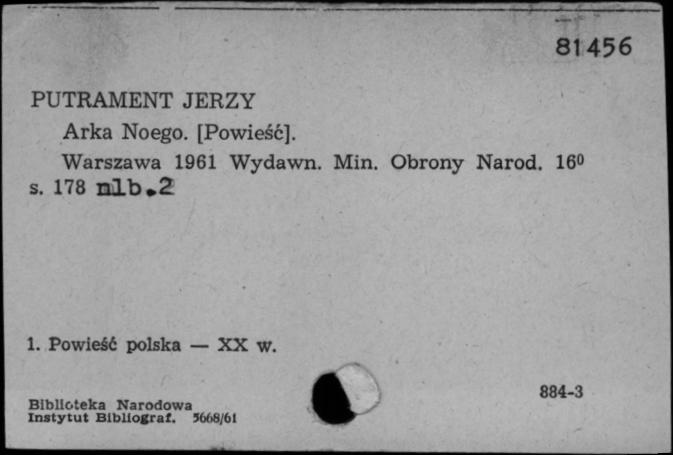 81456
PUTRAMENT JERZY
Arka Noego. [Powieść].
Warszawa 1961 Wydawn. Min. Obrony Narod. 16⁰
s. 178 nlb.2
1. Powieść polska — XX w.
884-3
Biblioteka Narodowa
Instytut Bibliograf. 5668/61